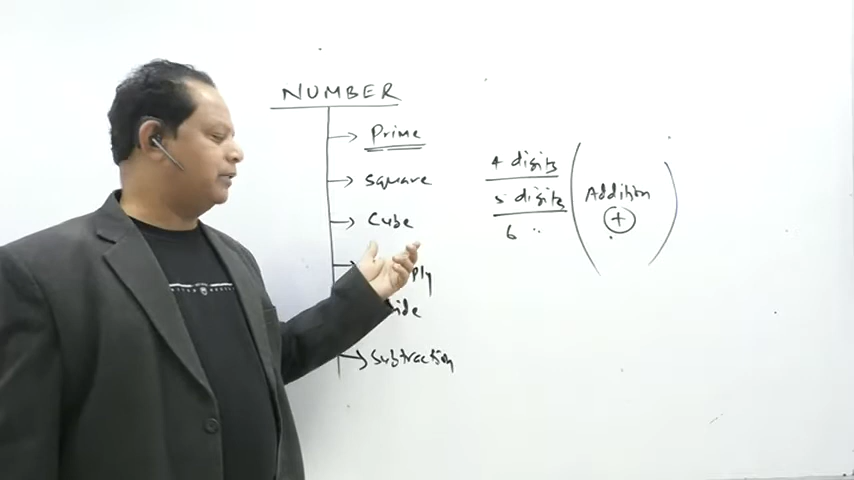 NUMBER
Prime
Square
Cube
Subtraction
4 digits
5 digits
6 "
Addition
+